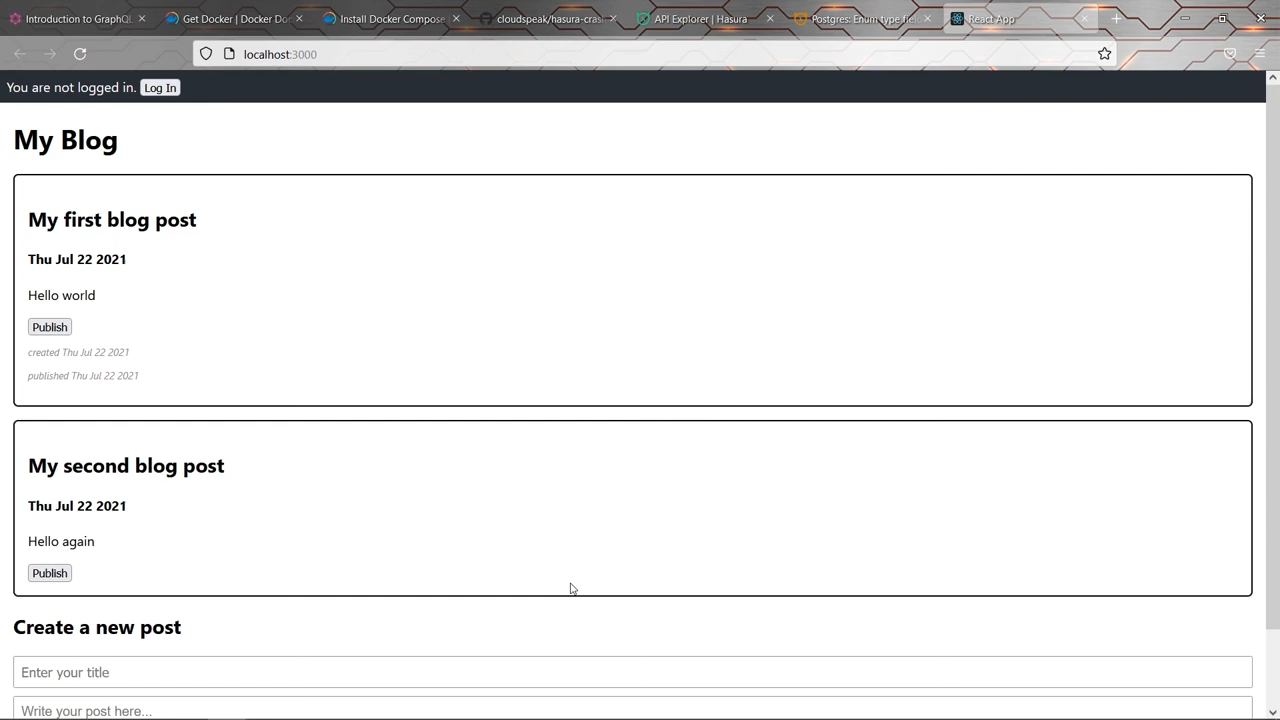 Introduction to GraphQL
Get Docker | Docker Doc
Install Docker Compose
cloudspeak/hasura-crash
API Explorer | Hasura
Postgres: Enum type field
React App
localhost:3000
You are not logged in. Log In
My Blog
My first blog post
Thu Jul 22 2021
Hello world
Publish
created Thu Jul 22 2021
published Thu Jul 22 2021
My second blog post
Thu Jul 22 2021
Hello again
Publish
Create a new post
Enter your title
Write your post here...